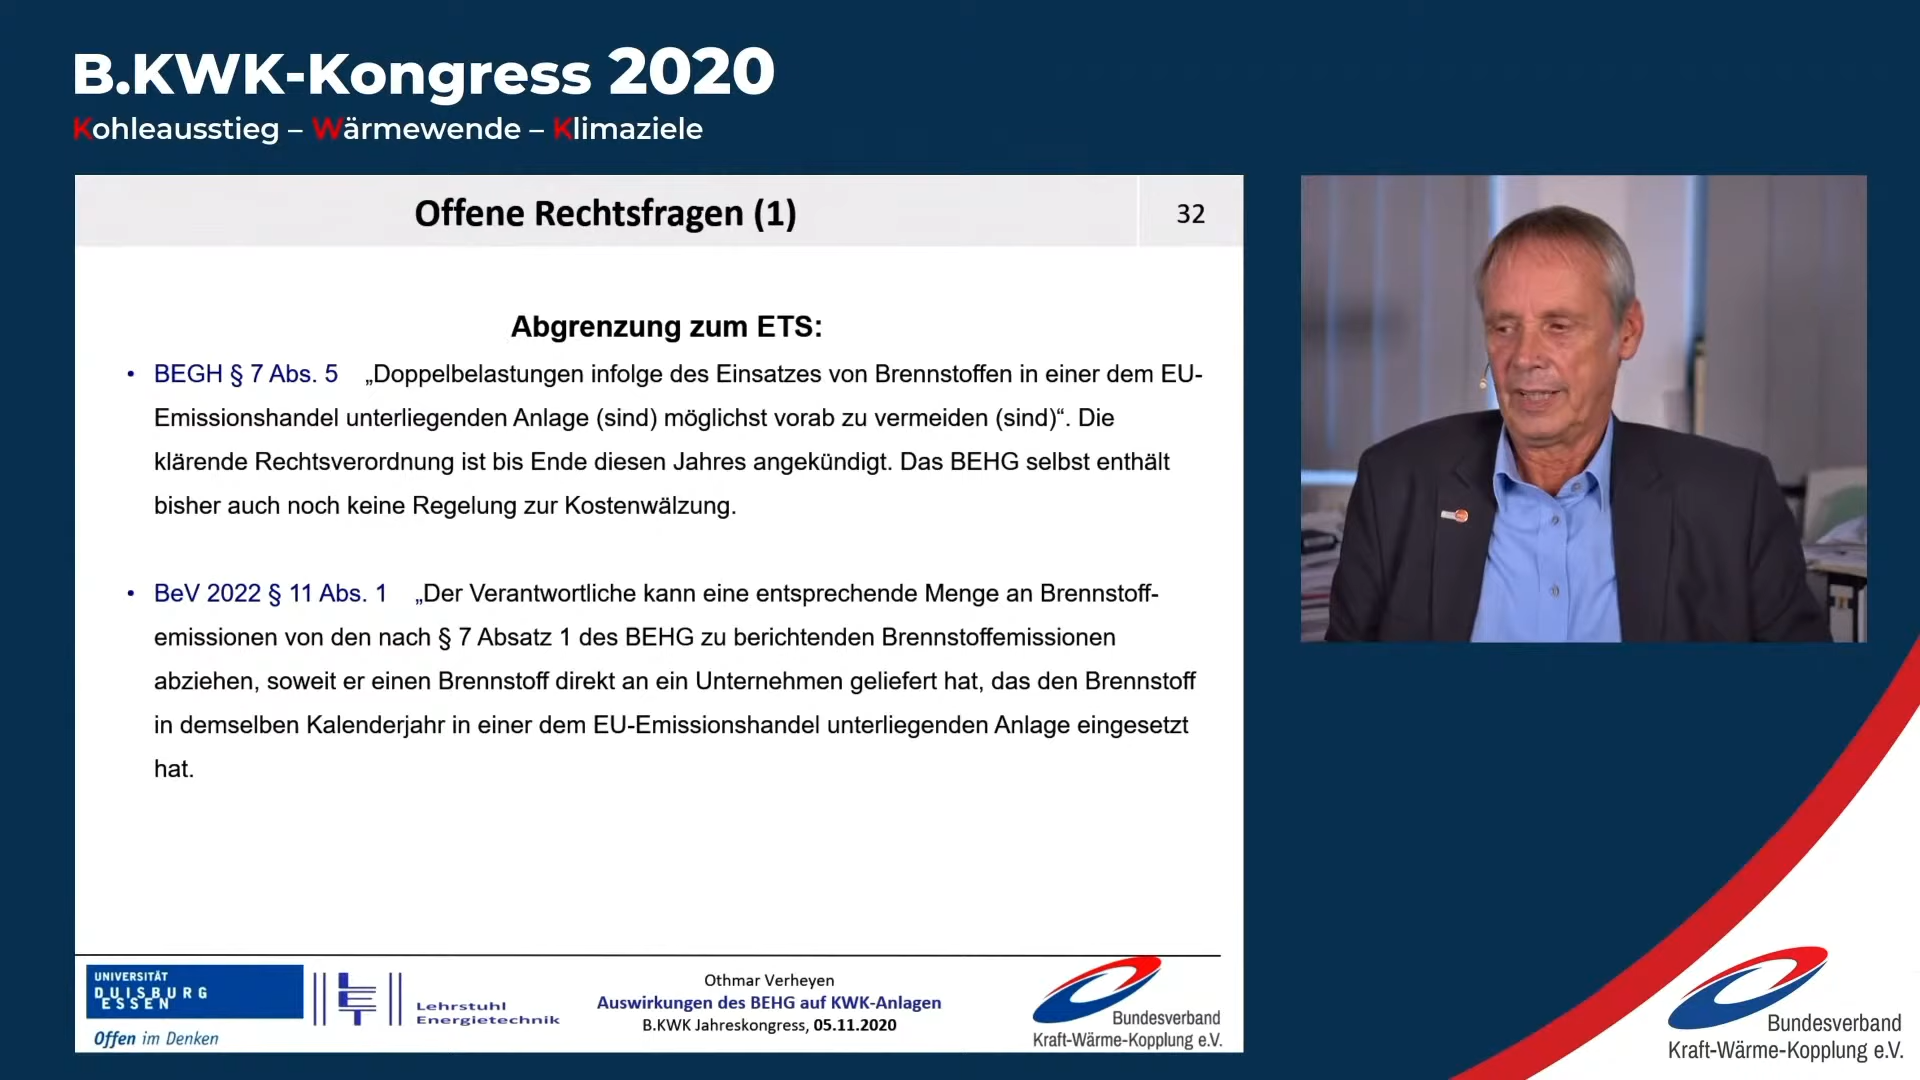 B.KWK-Kongress 2020
Kohleausstieg – Wärmewende – Klimaziele
Offene Rechtsfragen (1)
32
Abgrenzung zum ETS:
• BEGH § 7 Abs. 5 „Doppelbelastungen infolge des Einsatzes von Brennstoffen in einer dem EU-
Emissionshandel unterliegenden Anlage (sind) möglichst vorab zu vermeiden (sind)“. Die
klärende Rechtsverordnung ist bis Ende diesen Jahres angekündigt. Das BEHG selbst enthält
bisher auch noch keine Regelung zur Kostenwälzung.
• BeV 2022 § 11 Abs. 1 „Der Verantwortliche kann eine entsprechende Menge an Brennstoff-
emissionen von den nach § 7 Absatz 1 des BEHG zu berichtenden Brennstoffemissionen
abziehen, soweit er einen Brennstoff direkt an ein Unternehmen geliefert hat, das den Brennstoff
in demselben Kalenderjahr in einer dem EU-Emissionshandel unterliegenden Anlage eingesetzt
hat.
UNIVERSITÄT
DUISBURG
ESSEN
Offen im Denken
LET
Lehrstuhl
Energietechnik
Othmar Verheyen
Auswirkungen des BEHG auf KWK-Anlagen
B.KWK Jahreskongress, 05.11.2020
Bundesverband
Kraft-Wärme-Kopplung e.V.
Bundesverband
Kraft-Wärme-Kopplung e.V.